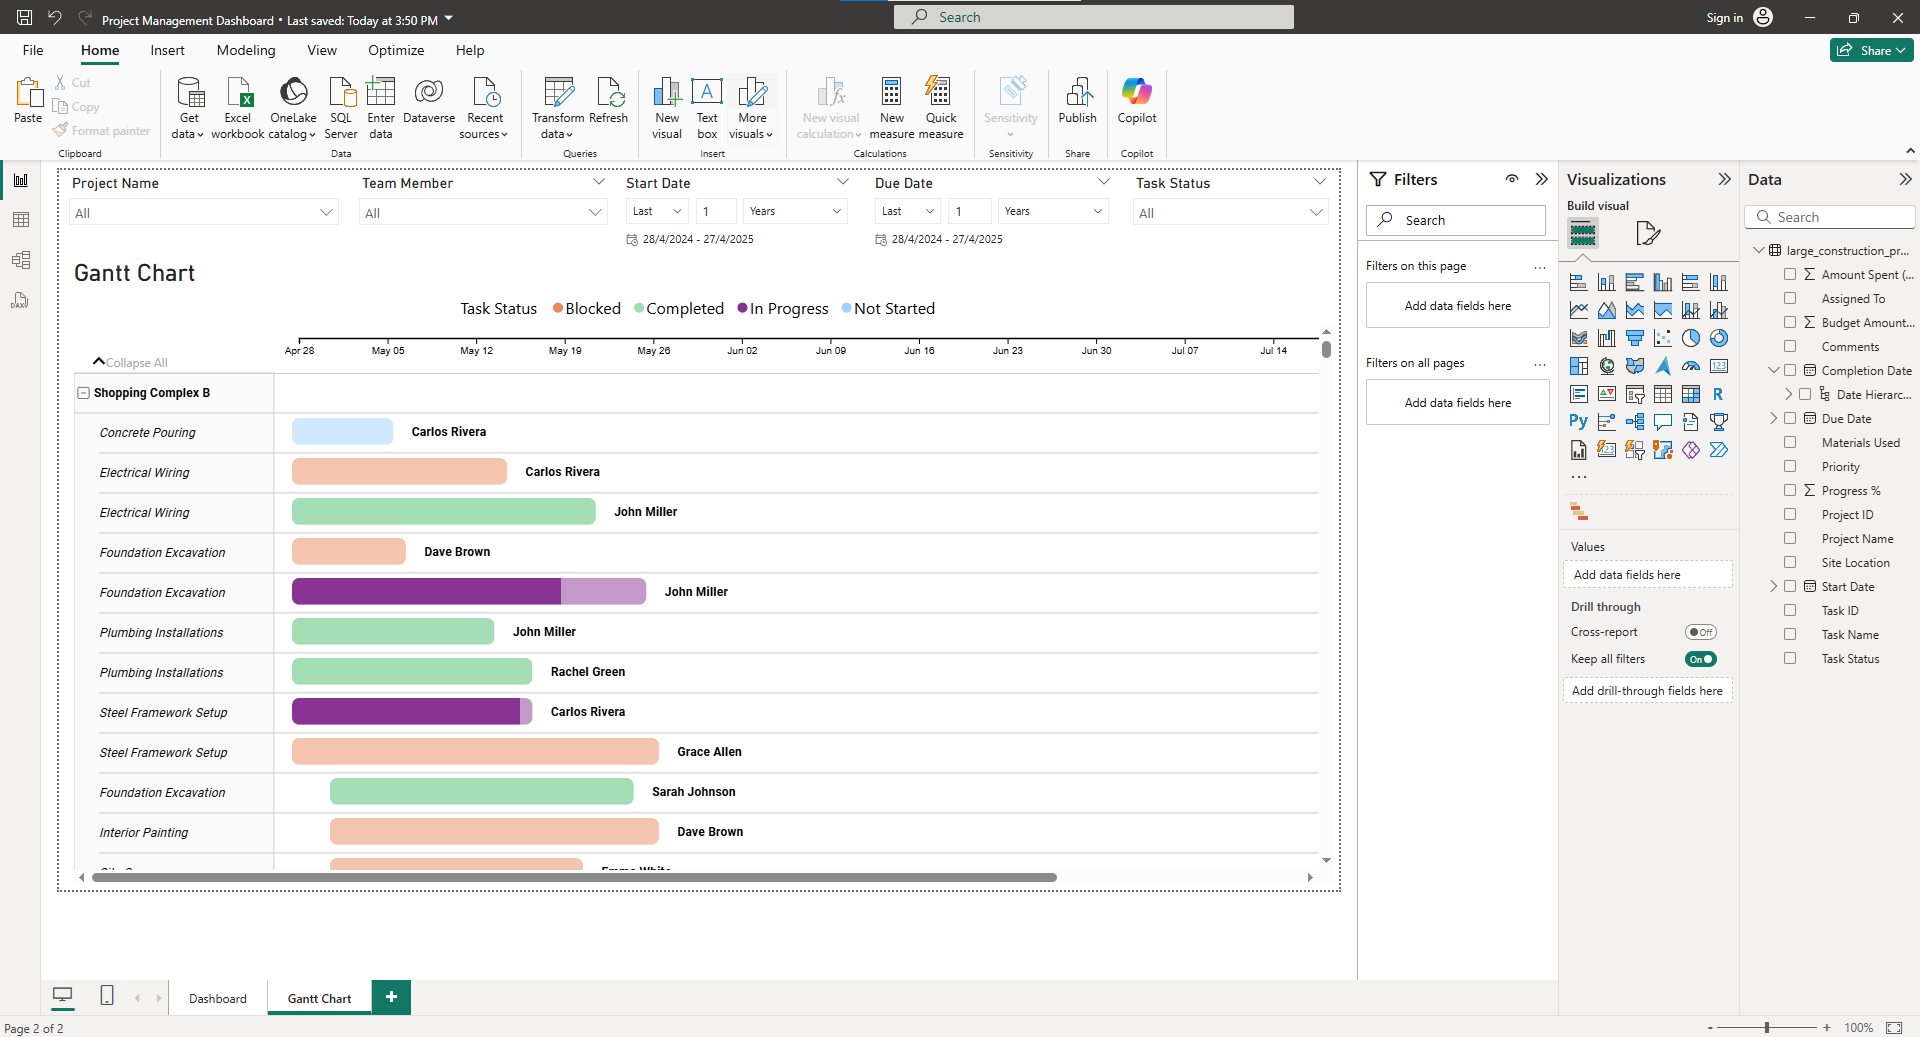 Project Management Dashboard • Last saved: Today at 3:50 PM
Search
Sign in
File
Home
Insert
Modeling
View
Optimize
Help
Share
Paste
Cut
Copy
Format painter
Clipboard
Get data
Excel workbook
OneLake catalog
SQL Server
Enter data
Dataverse
Recent sources
Data
Transform data
Refresh
Queries
New visual
Text box
More visuals
Insert
New visual calculation
New measure
Quick measure
Calculations
Sensitivity
Sensitivity
Publish
Share
Copilot
Copilot
Project Name
All
Team Member
All
Start Date
Last
1
Years
28/4/2024 - 27/4/2025
Due Date
Last
1
Years
28/4/2024 - 27/4/2025
Task Status
All
Gantt Chart
Task Status Blocked Completed In Progress Not Started
Apr 28 May 05 May 12 May 19 May 26 Jun 02 Jun 09 Jun 16 Jun 23 Jun 30 Jul 07 Jul 14
Collapse All
Shopping Complex B
Concrete Pouring Carlos Rivera
Electrical Wiring Carlos Rivera
Electrical Wiring John Miller
Foundation Excavation Dave Brown
Foundation Excavation John Miller
Plumbing Installations John Miller
Plumbing Installations Rachel Green
Steel Framework Setup Carlos Rivera
Steel Framework Setup Grace Allen
Foundation Excavation Sarah Johnson
Interior Painting Dave Brown
Filters
Search
Filters on this page
...
Add data fields here
Filters on all pages
...
Add data fields here
Visualizations
Build visual
123
R
Py
123
...
Values
Add data fields here
Drill through
Cross-report
Off
Keep all filters
On
Add drill-through fields here
Data
Search
large_construction_pr...
Amount Spent (...
Assigned To
Budget Amount...
Comments
Completion Date
Date Hierarc...
Due Date
Materials Used
Priority
Progress %
Project ID
Project Name
Site Location
Start Date
Task ID
Task Name
Task Status
DAX
Dashboard
Gantt Chart
+
Page 2 of 2
- + 100%